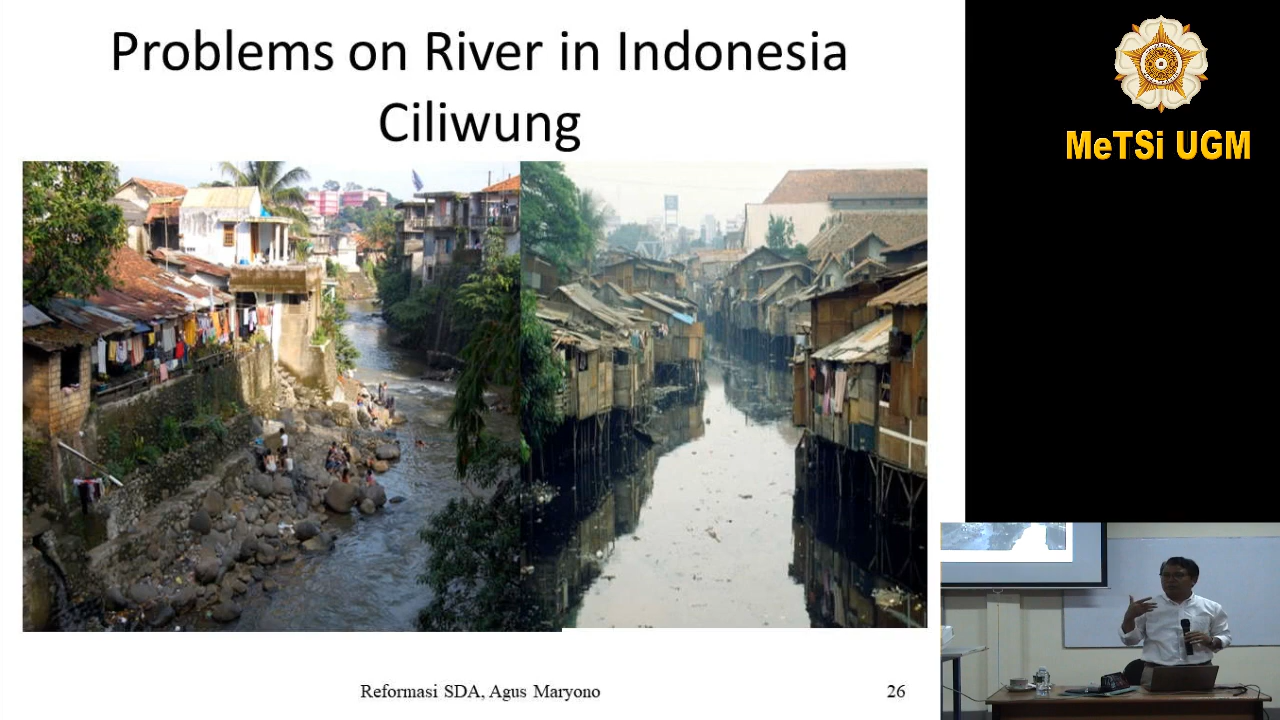 Problems on River in Indonesia
Ciliwung
MeTSi UGM
Reformasi SDA, Agus Maryono
26